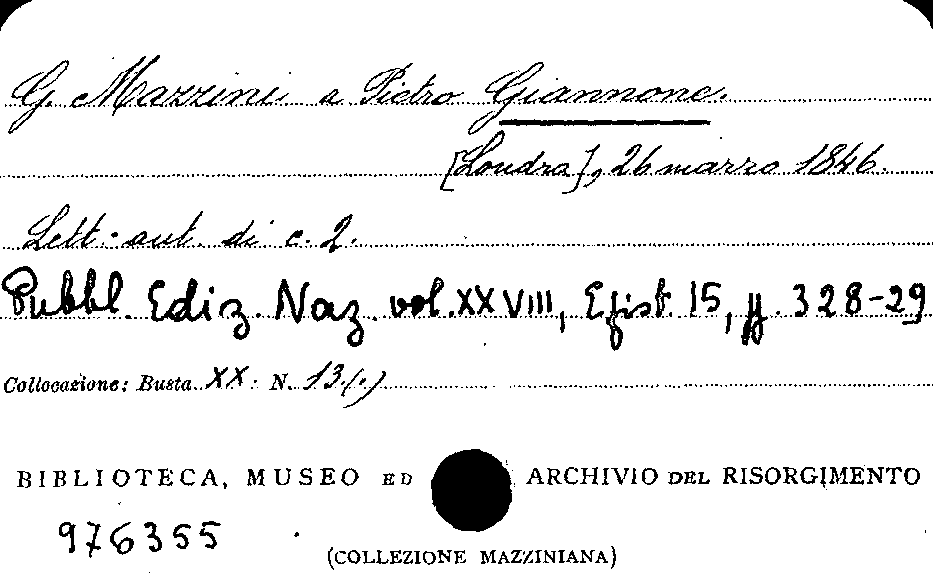 G. Mazzini a Pietro Giannone.
[Londra], 26 marzo 1846.
Lett. aut. di c. 2.
Pubbl. Ediz. Naz. vol. XXVIII, Epist. 15, pp. 328-29
Collocazione: Busta XX: N. 13(1)
BIBLIOTECA, MUSEO ED ARCHIVIO DEL RISORGIMENTO
976355
(COLLEZIONE MAZZINIANA)